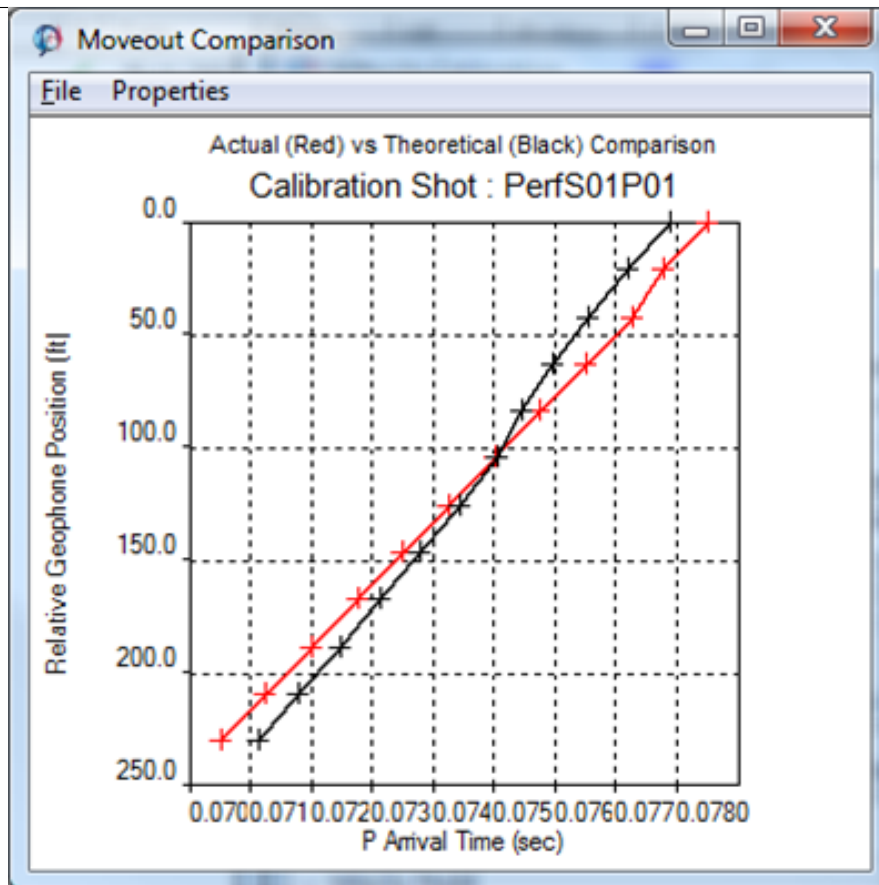 Moveout Comparison
File Properties
Actual (Red) vs Theoretical (Black) Comparison
Calibration Shot : PerfS01P01
0.0
50.0
100.0
150.0
200.0
250.0
Relative Geophone Position (ft|
0.0700.0710.0720.0730.0740.0750.0760.0770.0780
P Arrival Time (sec)